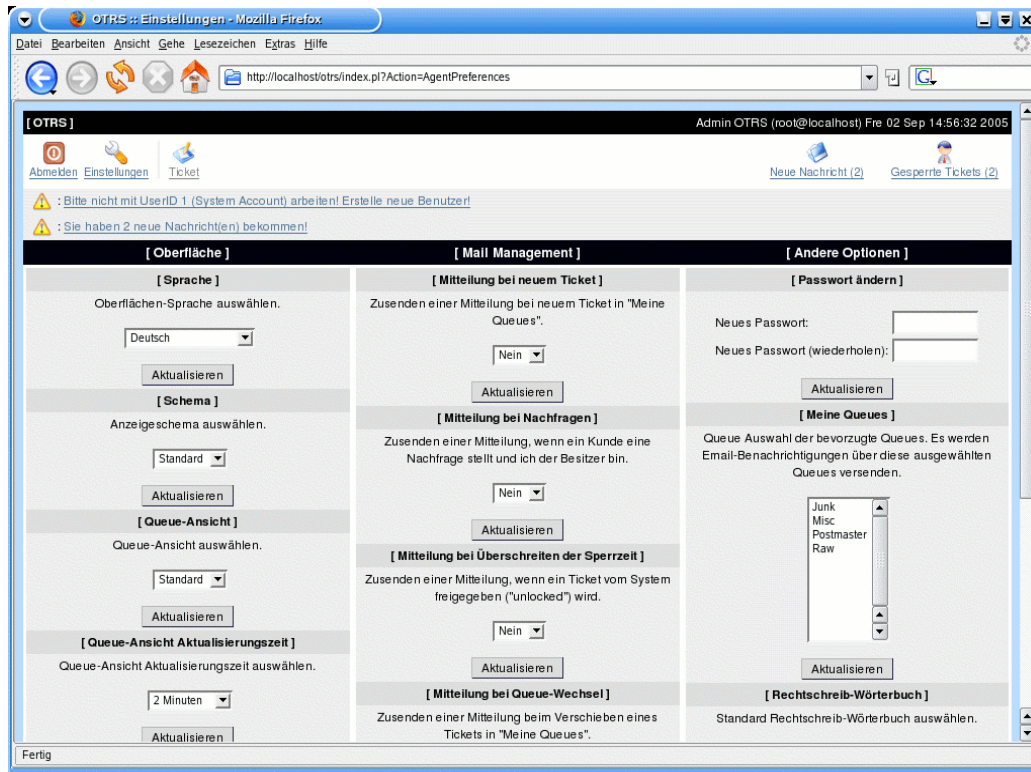 OTRS :: Einstellungen - Mozilla Firefox
Datei Bearbeiten Ansicht Gehe Lesezeichen Extras Hilfe
http://localhost/otrs/index.pl?Action=AgentPreferences
[ OTRS ]
Admin OTRS (root@localhost) Fre 02 Sep 14:56:32 2005
Abmelden Einstellungen Ticket
Neue Nachricht (2) Gesperrte Tickets (2)
: Bitte nicht mit UserID 1 (System Account) arbeiten! Erstelle neue Benutzer!
: Sie haben 2 neue Nachricht(en) bekommen!
[ Oberfläche ]
[ Sprache ]
Oberflächen-Sprache auswählen.
Deutsch
Aktualisieren
[ Schema ]
Anzeigeschema auswählen.
Standard
Aktualisieren
[ Queue-Ansicht ]
Queue-Ansicht auswählen.
Standard
Aktualisieren
[ Queue-Ansicht Aktualisierungszeit ]
Queue-Ansicht Aktualisierungszeit auswählen.
2 Minuten
Aktualisieren
[ Mail Management ]
[ Mitteilung bei neuem Ticket ]
Zusenden einer Mitteilung bei neuem Ticket in "Meine
Queues".
Nein
Aktualisieren
[ Mitteilung bei Nachfragen ]
Zusenden einer Mitteilung, wenn ein Kunde eine
Nachfrage stellt und ich der Besitzer bin.
Nein
Aktualisieren
[ Mitteilung bei Überschreiten der Sperrzeit ]
Zusenden einer Mitteilung, wenn ein Ticket vom System
freigegeben ("unlocked") wird.
Nein
Aktualisieren
[ Mitteilung bei Queue-Wechsel ]
Zusenden einer Mitteilung beim Verschieben eines
Tickets in "Meine Queues".
[ Andere Optionen ]
[ Passwort ändern ]
Neues Passwort:
Neues Passwort (wiederholen):
Aktualisieren
[ Meine Queues ]
Queue Auswahl der bevorzugte Queues. Es werden
Email-Benachrichtigungen über diese ausgewählten
Queues versenden.
Junk
Misc
Postmaster
Raw
Aktualisieren
[ Rechtschreib-Wörterbuch ]
Standard Rechtschreib-Wörterbuch auswählen.
Fertig